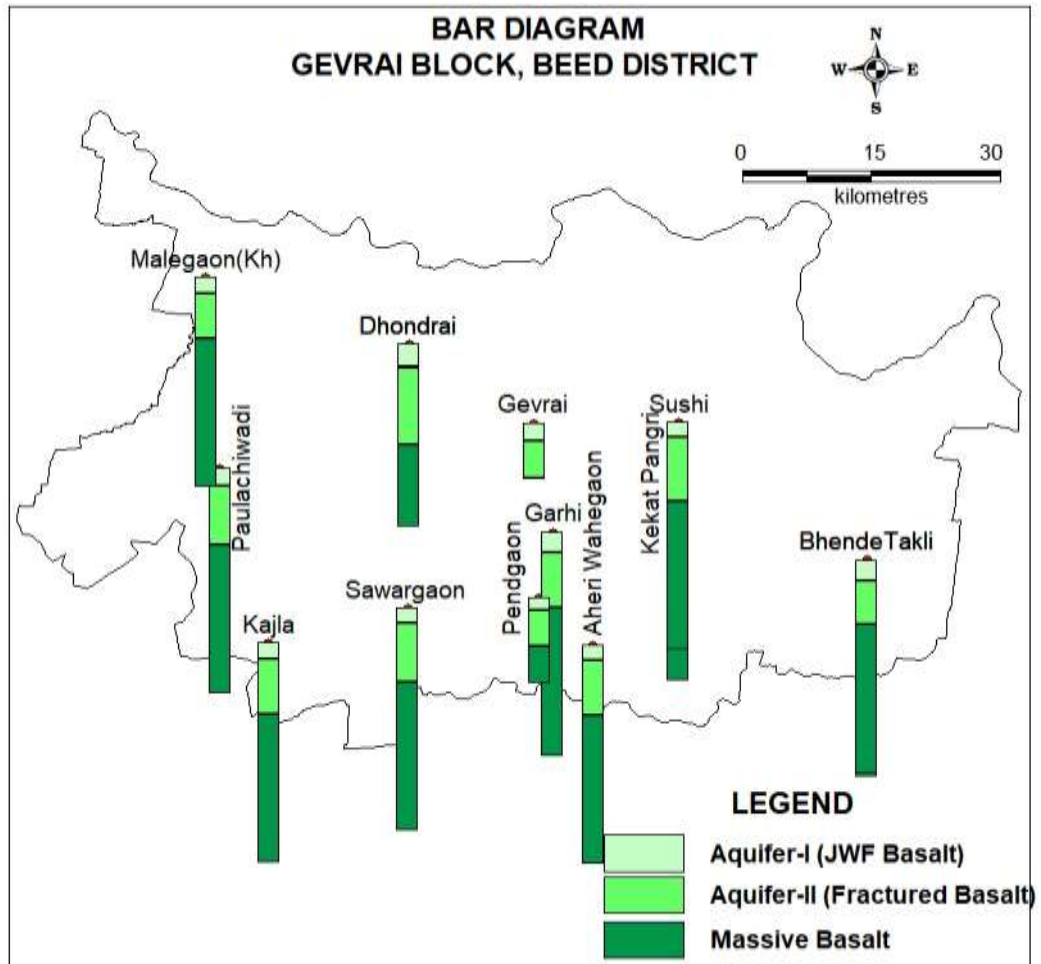 BAR DIAGRAM
GEVRAI BLOCK, BEED DISTRICT
N
W E
S
0 15 30
kilometres
Malegaon(Kh)
Dhondrai
Gevrai
Sushi
Paulachiwadi
Kekat Pangri
Garhi
Pendgaon
Aheri Wahegaon
BhendeTakli
Sawargaon
Kajla
LEGEND
Aquifer-I (JWF Basalt)
Aquifer-II (Fractured Basalt)
Massive Basalt